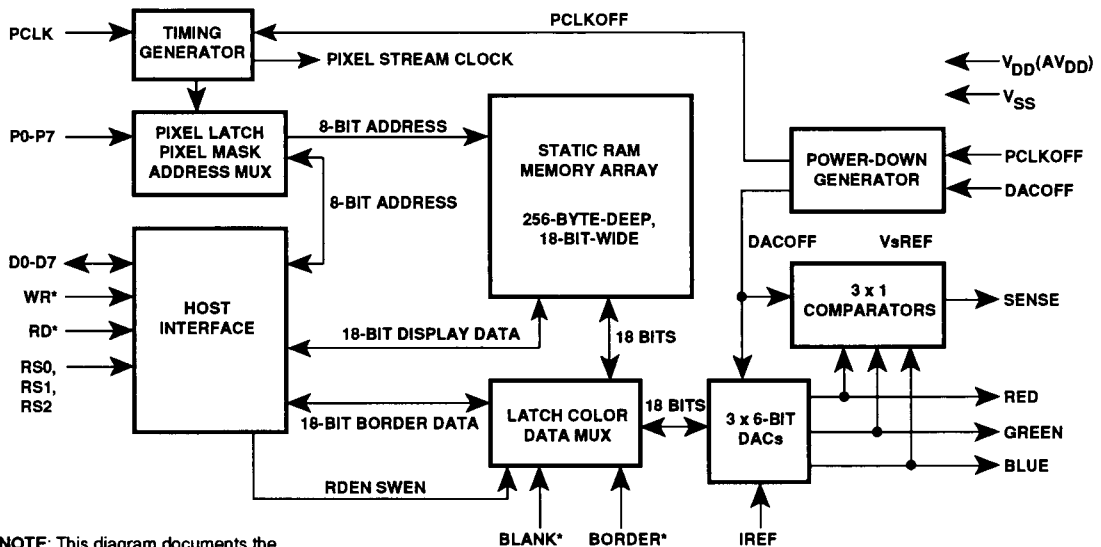 PCLK
TIMING
GENERATOR
PCLKOFF
PIXEL STREAM CLOCK
V_DD(AV_DD)
V_SS
P0-P7
PIXEL LATCH
PIXEL MASK
ADDRESS MUX
8-BIT ADDRESS
8-BIT ADDRESS
STATIC RAM
MEMORY ARRAY
256-BYTE-DEEP,
18-BIT-WIDE
POWER-DOWN
GENERATOR
PCLKOFF
DACOFF
DACOFF
VsREF
D0-D7
WR*
RD*
RS0,
RS1,
RS2
HOST
INTERFACE
18-BIT DISPLAY DATA
18 BITS
3 x 1
COMPARATORS
SENSE
18-BIT BORDER DATA
LATCH COLOR
DATA MUX
18 BITS
3 x 6-BIT
DACs
RED
GREEN
BLUE
RDEN SWEN
BLANK*
BORDER*
IREF
NOTE: This diagram documents the